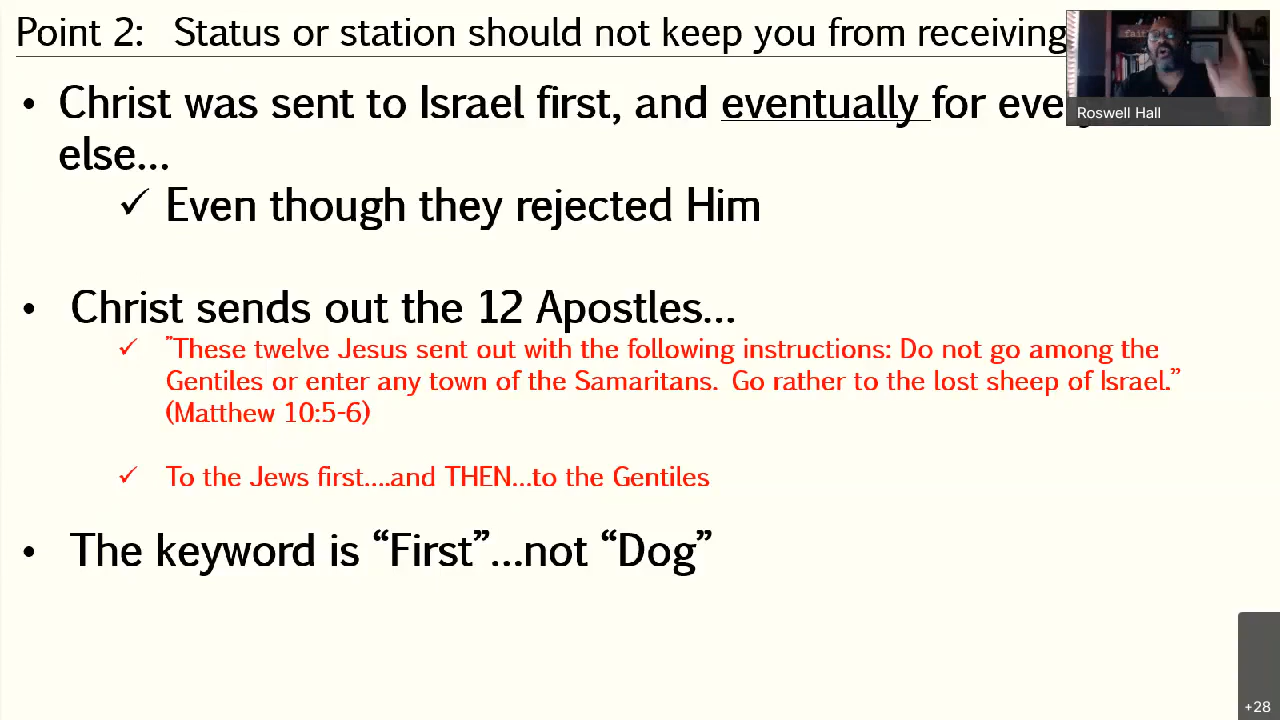 Point 2: Status or station should not keep you from receiving
Roswell Hall
• Christ was sent to Israel first, and eventually for
else...
✓ Even though they rejected Him
• Christ sends out the 12 Apostles...
✓ "These twelve Jesus sent out with the following instructions: Do not go among the
Gentiles or enter any town of the Samaritans. Go rather to the lost sheep of Israel."
(Matthew 10:5-6)
✓ To the Jews first....and THEN...to the Gentiles
• The keyword is “First”...not “Dog”
+28